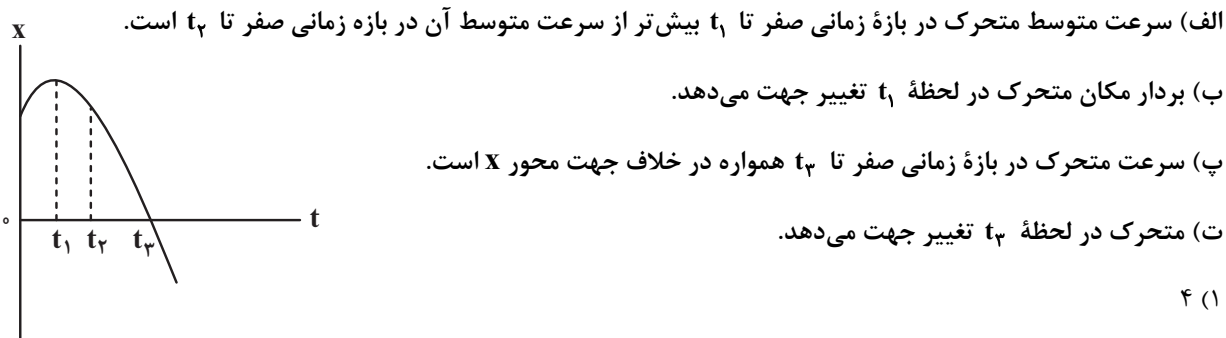 الف) سرعت متوسط متحرک در بازهٔ زمانی صفر تا t₁ بیش‌تر از سرعت متوسط آن در بازه زمانی صفر تا t₂ است.
ب) بردار مکان متحرک در لحظهٔ t₁ تغییر جهت می‌دهد.
پ) سرعت متحرک در بازهٔ زمانی صفر تا t₃ همواره در خلاف جهت محور x است.
ت) متحرک در لحظهٔ t₃ تغییر جهت می‌دهد.
۱) ۴
x
۰
t
t₁ t₂ t₃